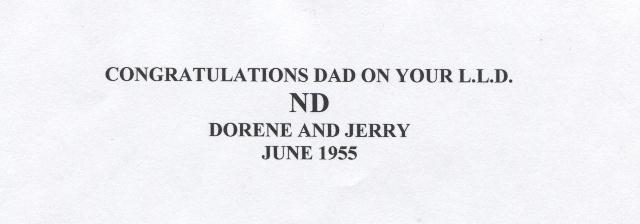 CONGRATULATIONS DAD ON YOUR L.L.D.
ND
DORENE AND JERRY
JUNE 1955